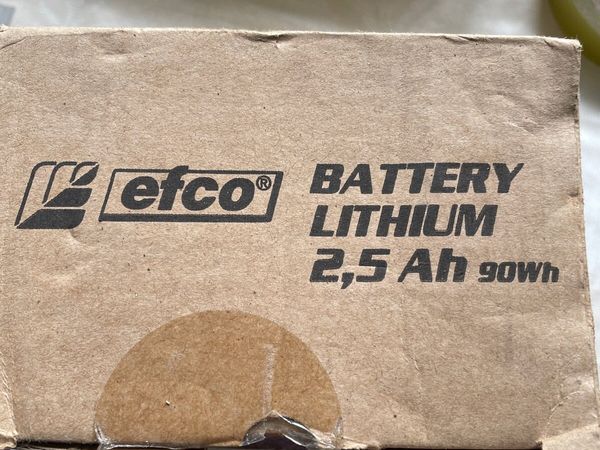 efco®
BATTERY
LITHIUM
2,5 Ah 90Wh